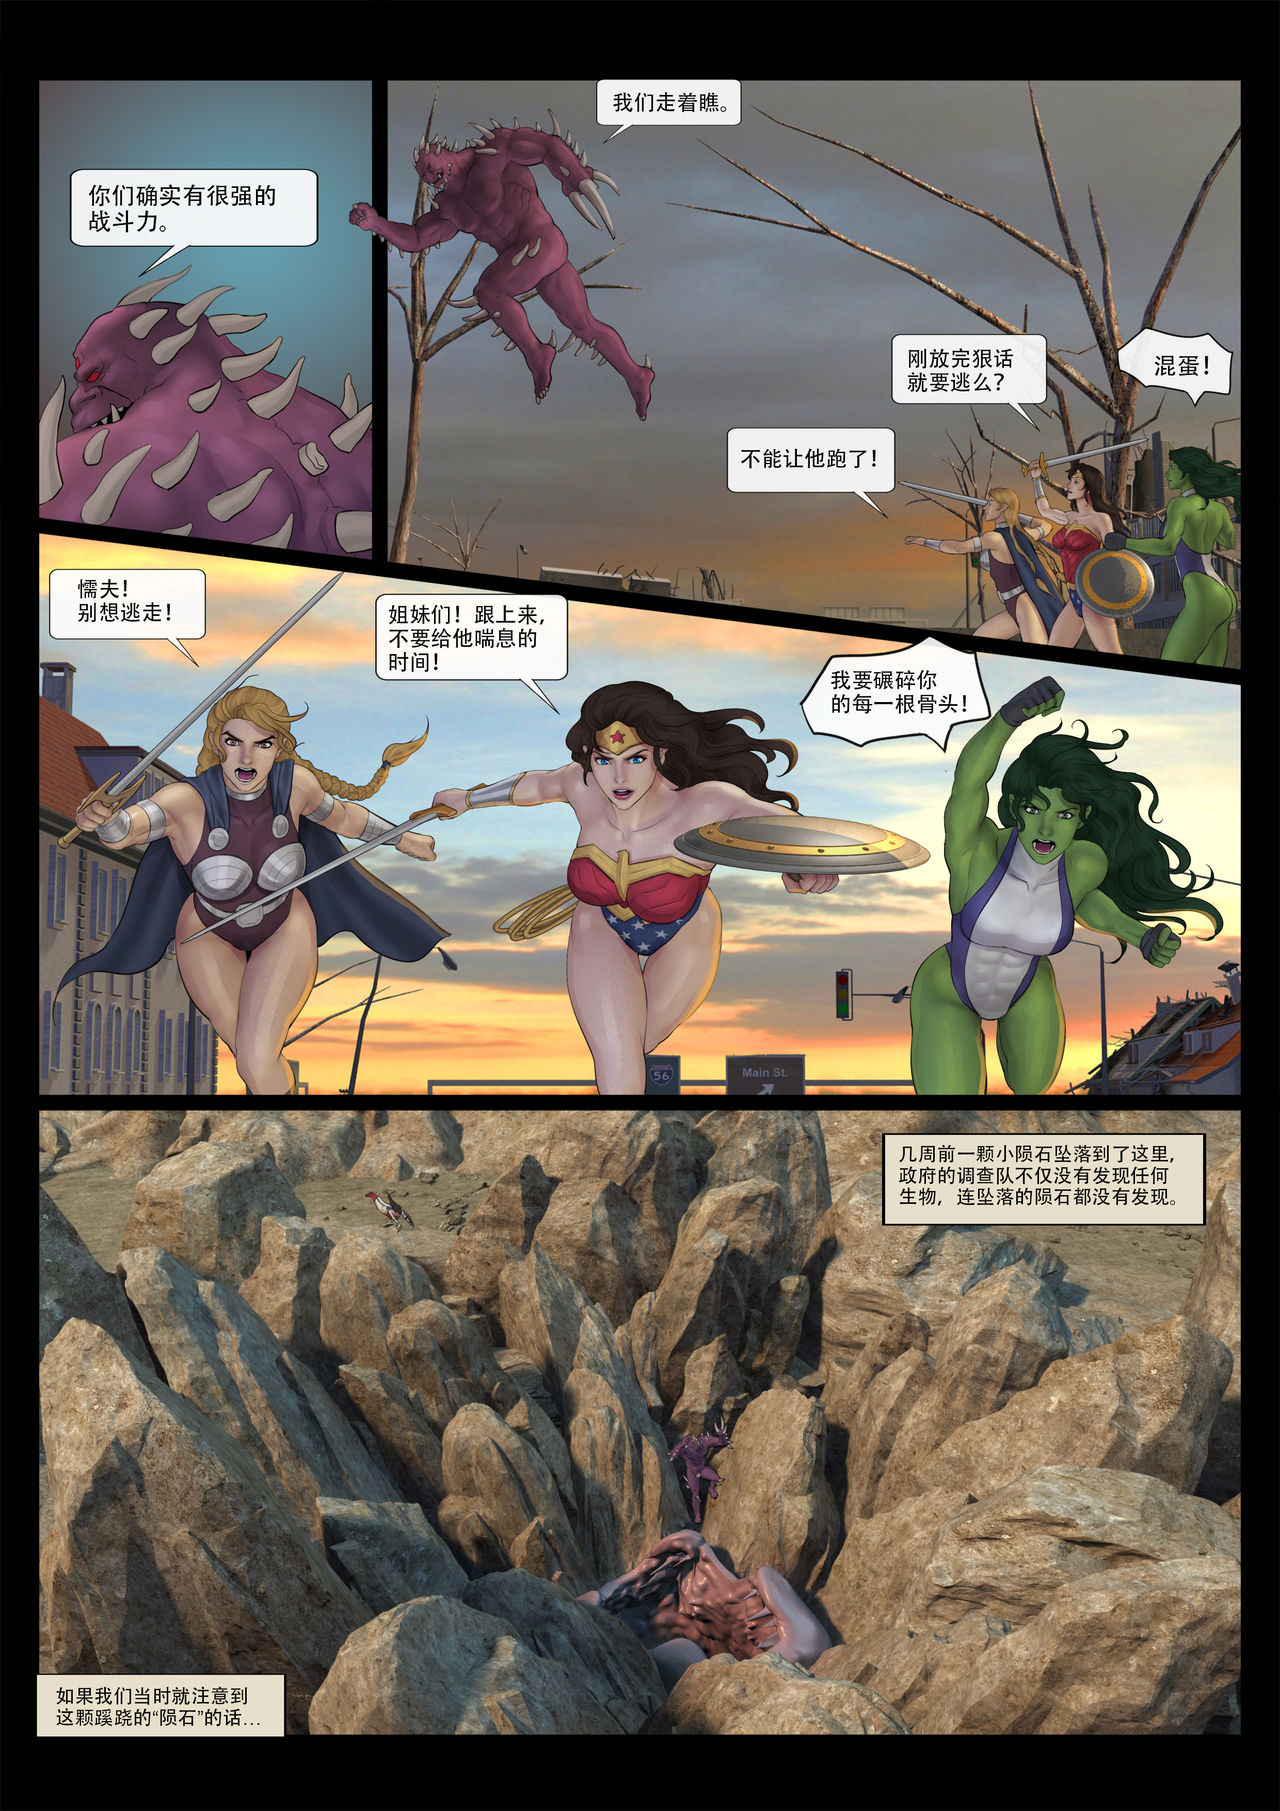 你们确实有很强的
战斗力。
我们走着瞧。
刚放完狠话
就要逃么？
混蛋！
不能让他跑了！
懦夫！
别想逃走！
姐妹们！跟上来，
不要给他喘息的
时间！
我要碾碎你
的每一根骨头！
56
Main St.
几周前一颗小陨石坠落到了这里，
政府的调查队不仅没有发现任何
生物，连坠落的陨石都没有发现。
如果我们当时就注意到
这颗蹊跷的“陨石”的话...